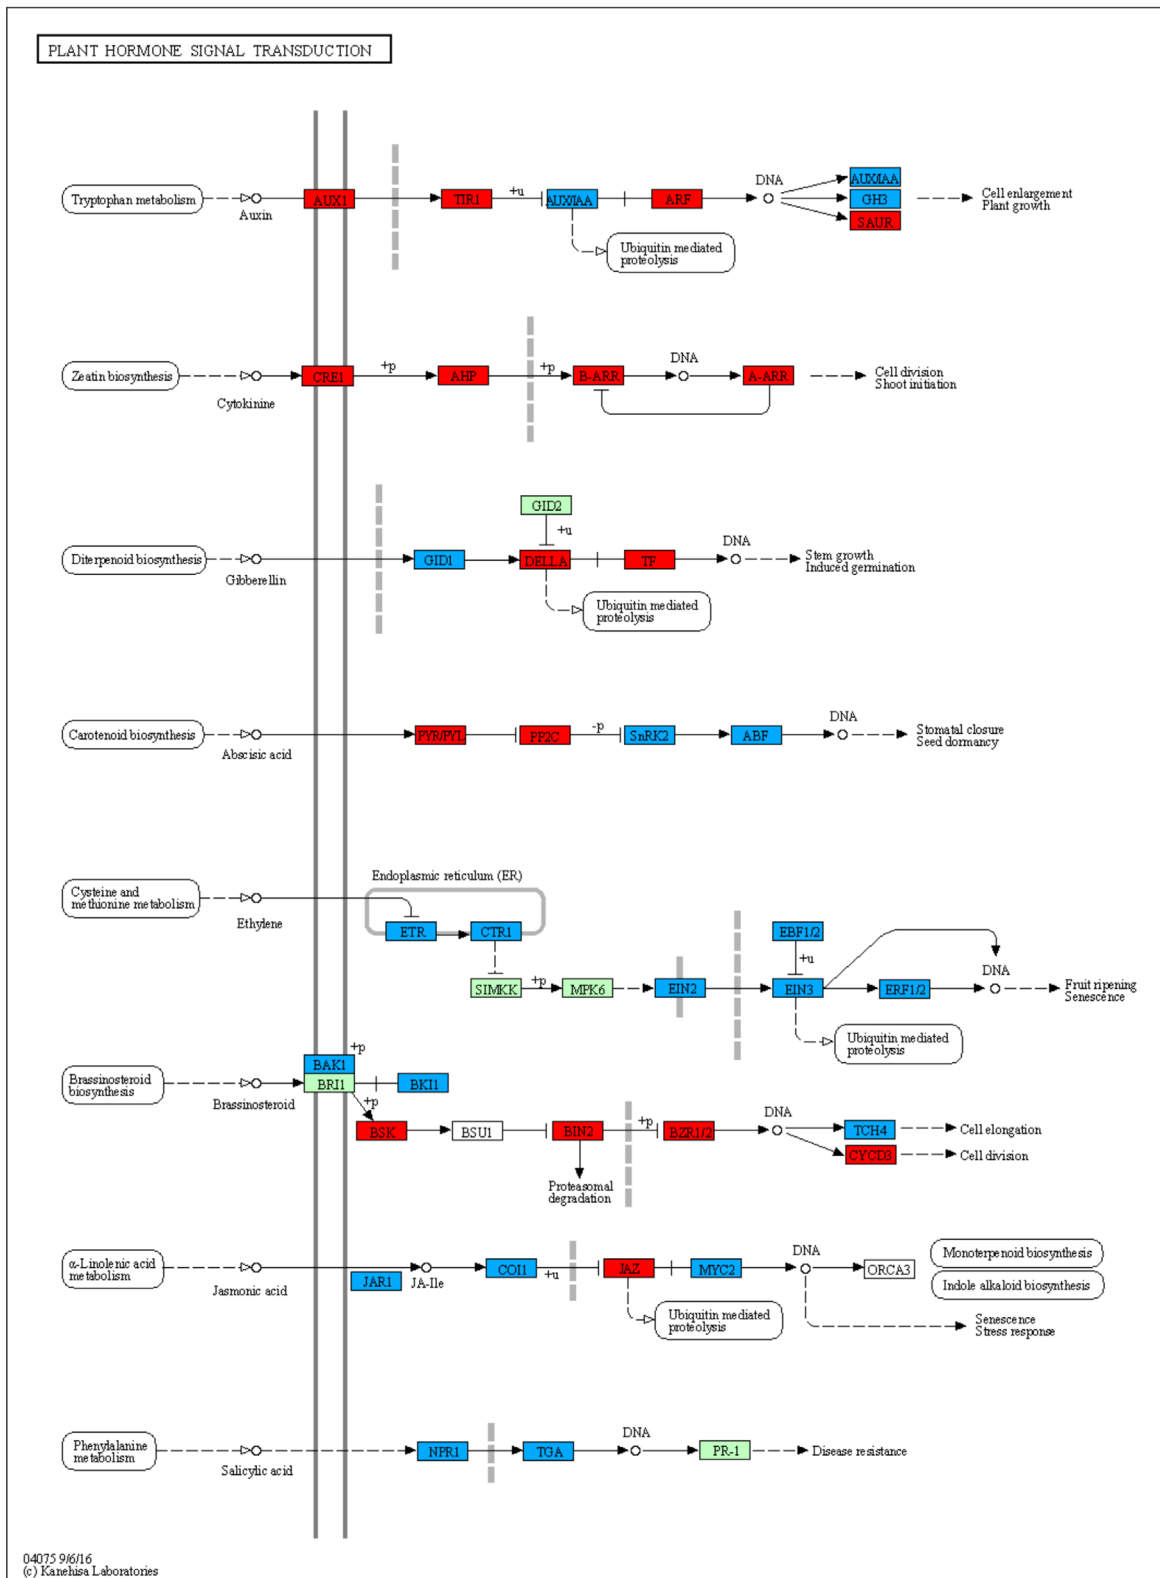 PLANT HORMONE SIGNAL TRANSDUCTION
Tryptophan metabolism
Auxin
AUX1
TIR1
+u
AUX/IAA
ARF
DNA
AUX/IAA
GH3
SAUR
Cell enlargement
Plant growth
Ubiquitin mediated
proteolysis
Zeatin biosynthesis
Cytokinine
CRE1
+p
AHP
+p
B-ARR
DNA
A-ARR
Cell division
Shoot initiation
GID2
+u
Diterpenoid biosynthesis
Gibberellin
GID1
DELLA
TF
DNA
Stem growth
Induced germination
Ubiquitin mediated
proteolysis
Carotenoid biosynthesis
Abscisic acid
PYR/PYL
PP2C
-p
SnRK2
ABF
DNA
Stomatal closure
Seed dormancy
Cysteine and
methionine metabolism
Ethylene
Endoplasmic reticulum (ER)
ETR
CTR1
SIMKK
+p
MPK6
EIN2
EBF1/2
+u
EIN3
ERF1/2
DNA
Fruit ripening
Senescence
Ubiquitin mediated
proteolysis
Brassinosteroid
biosynthesis
Brassinosteroid
BAK1
+p
BRI1
BKI1
+p
BSK
BSU1
BIN2
+p
BZR1/2
DNA
TCH4
Cell elongation
CYCD3
Cell division
Proteasomal
degradation
α-Linolenic acid
metabolism
Jasmonic acid
JAR1
JA-Ile
COI1
+u
JAZ
MYC2
DNA
ORCA3
Monoterpenoid biosynthesis
Indole alkaloid biosynthesis
Ubiquitin mediated
proteolysis
Senescence
Stress response
Phenylalanine
metabolism
Salicylic acid
NPR1
TGA
DNA
PR-1
Disease resistance
04075 9/6/16
(c) Kanehisa Laboratories